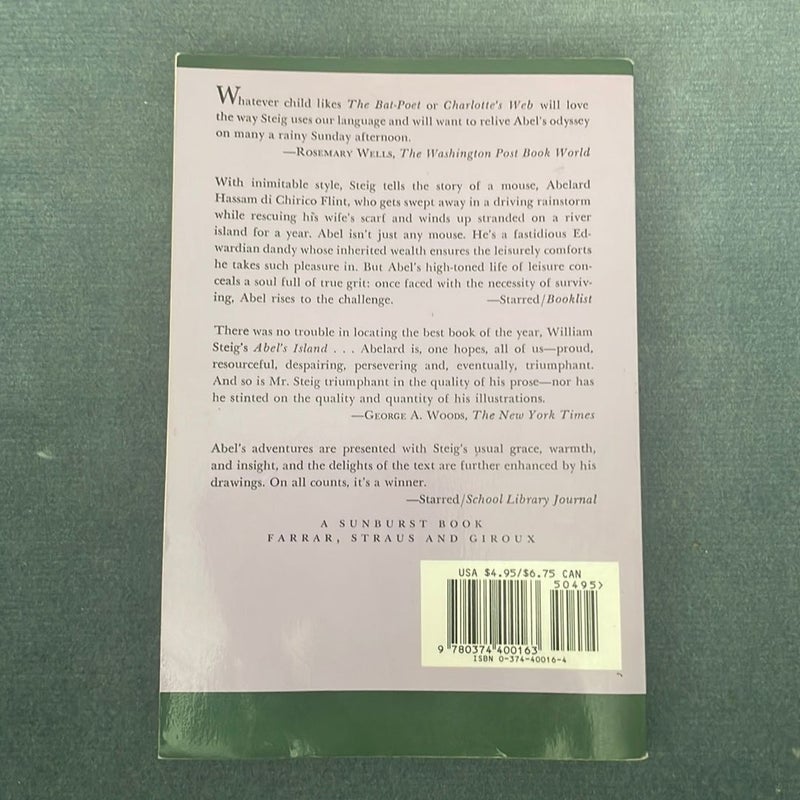 Whatever child likes The Bat-Poet or Charlotte's Web will love
the way Steig uses our language and will want to relive Abel's odyssey
on many a rainy Sunday afternoon.
—ROSEMARY WELLS, The Washington Post Book World
With inimitable style, Steig tells the story of a mouse, Abelard
Hassam di Chirico Flint, who gets swept away in a driving rainstorm
while rescuing his wife's scarf and winds up stranded on a river
island for a year. Abel isn't just any mouse. He's a fastidious Ed-
wardian dandy whose inherited wealth ensures the leisurely comforts
he takes such pleasure in. But Abel's high-toned life of leisure con-
ceals a soul full of true grit: once faced with the necessity of surviv-
ing, Abel rises to the challenge. —Starred/Booklist
There was no trouble in locating the best book of the year, William
Steig's Abel's Island . . . Abelard is, one hopes, all of us—proud,
resourceful, despairing, persevering and, eventually, triumphant.
And so is Mr. Steig triumphant in the quality of his prose—nor has
he stinted on the quality and quantity of his illustrations.
—GEORGE A. WOODS, The New York Times
Abel's adventures are presented with Steig's usual grace, warmth,
and insight, and the delights of the text are further enhanced by his
drawings. On all counts, it's a winner.
—Starred/School Library Journal
A SUNBURST BOOK
FARRAR, STRAUS AND GIROUX
USA $4.95/$6.75 CAN
50495>
9 780374 400163
ISBN 0-374-40016-4